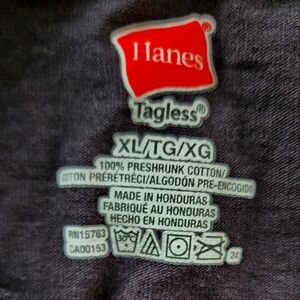 Hanes
Tagless®
XL/TG/XG
100% PRESHRUNK COTTON/
COTON PRÉRÉTRÉCI/ALGODÓN PRE-ENCOGIDO
MADE IN HONDURAS
FABRIQUÉ AU HONDURAS
HECHO EN HONDURAS
RN15763
CA00153
30°
24